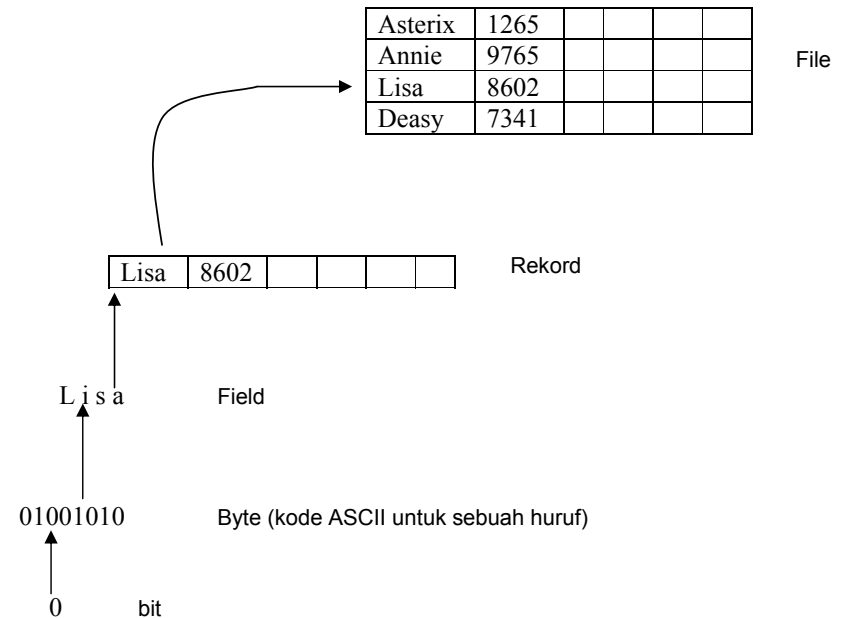 Asterix 1265
Annie 9765
File
Lisa 8602
Deasy 7341
Lisa 8602
Rekord
L i s a
Field
01001010
Byte (kode ASCII untuk sebuah huruf)
0
bit